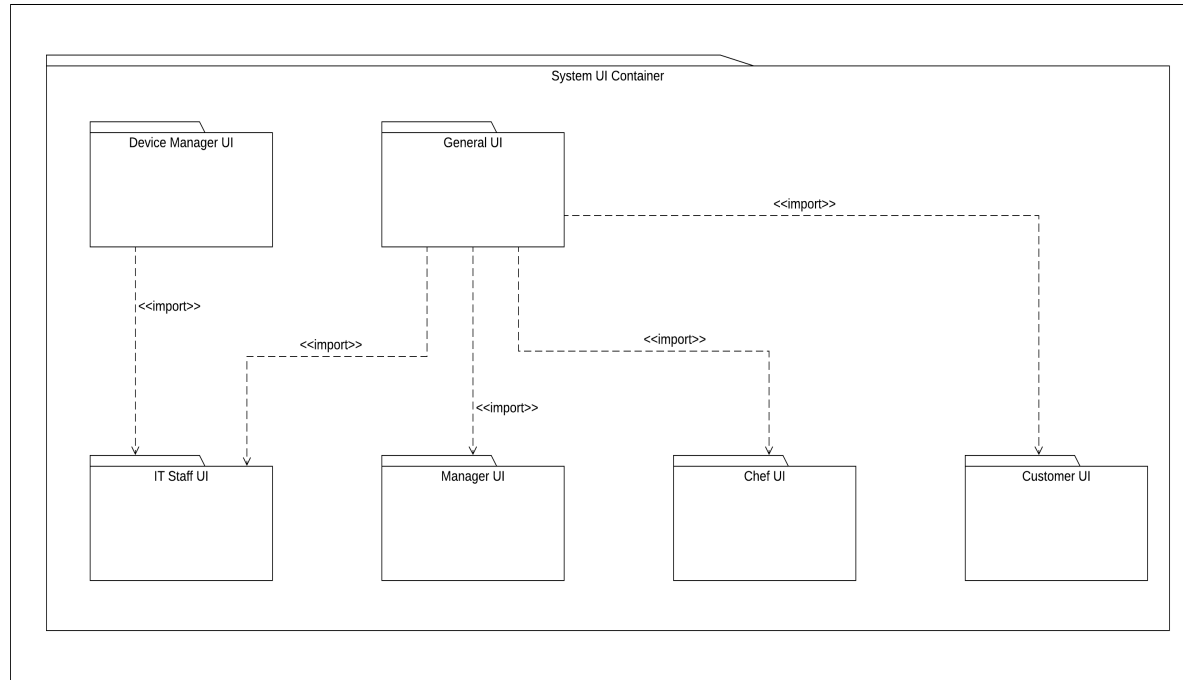 System UI Container
Device Manager UI
General UI
<<import>>
<<import>>
<<import>>
<<import>>
<<import>>
IT Staff UI
Manager UI
Chef UI
Customer UI